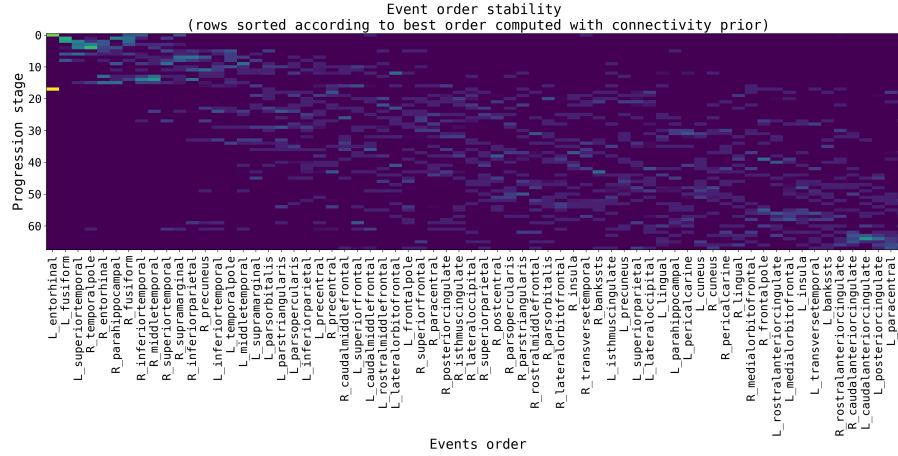 Event order stability
(rows sorted according to best order computed with connectivity prior)
Progression stage
0
10
20
30
40
50
60
L_entorhinal
L_fusiform
L_superiortemporal
R_temporalpole
R_entorhinal
R_parahippocampal
R_fusiform
R_inferiortemporal
R_middletemporal
R_superiortemporal
R_supramarginal
R_inferiorparietal
R_precuneus
L_inferiortemporal
L_temporalpole
L_middletemporal
L_supramarginal
L_parsorbitalis
L_parstriangularis
L_parsopercularis
L_inferiorparietal
L_precentral
R_precentral
R_caudalmiddlefrontal
L_superiorfrontal
L_caudalmiddlefrontal
L_rostralmiddlefrontal
L_lateralorbitofrontal
L_frontalpole
R_superiorfrontal
R_paracentral
R_posteriorcingulate
R_isthmuscingulate
R_lateraloccipital
R_superiorparietal
R_postcentral
R_parsopercularis
R_parstriangularis
R_rostralmiddlefrontal
R_parsorbitalis
R_lateralorbitofrontal
R_insula
R_transversetemporal
R_bankssts
L_isthmuscingulate
L_precuneus
L_superiorparietal
L_lateraloccipital
L_lingual
L_parahippocampal
L_pericalcarine
L_cuneus
R_cuneus
R_pericalcarine
R_lingual
R_medialorbitofrontal
R_frontalpole
L_rostralanteriorcingulate
L_medialorbitofrontal
L_insula
L_transversetemporal
L_bankssts
R_rostralanteriorcingulate
R_caudalanteriorcingulate
L_caudalanteriorcingulate
L_posteriorcingulate
L_paracentral
Events order